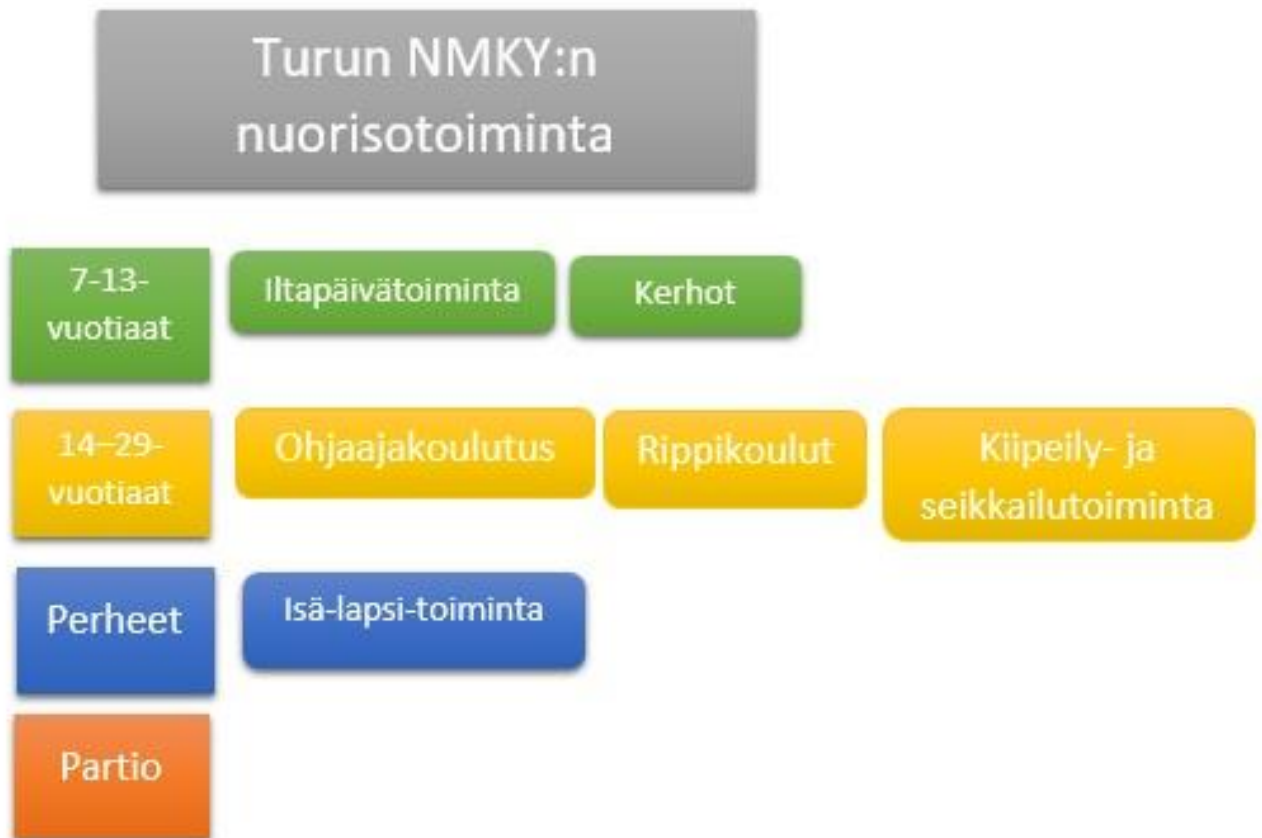 Turun NMKY:n
nuorisotoiminta
7-13-
vuotiaat
Iltapäivätoiminta
Kerhot
14–29-
vuotiaat
Ohjaajakoulutus
Rippikoulut
Kiipeily- ja
seikkailutoiminta
Perheet
Isä-lapsi-toiminta
Partio